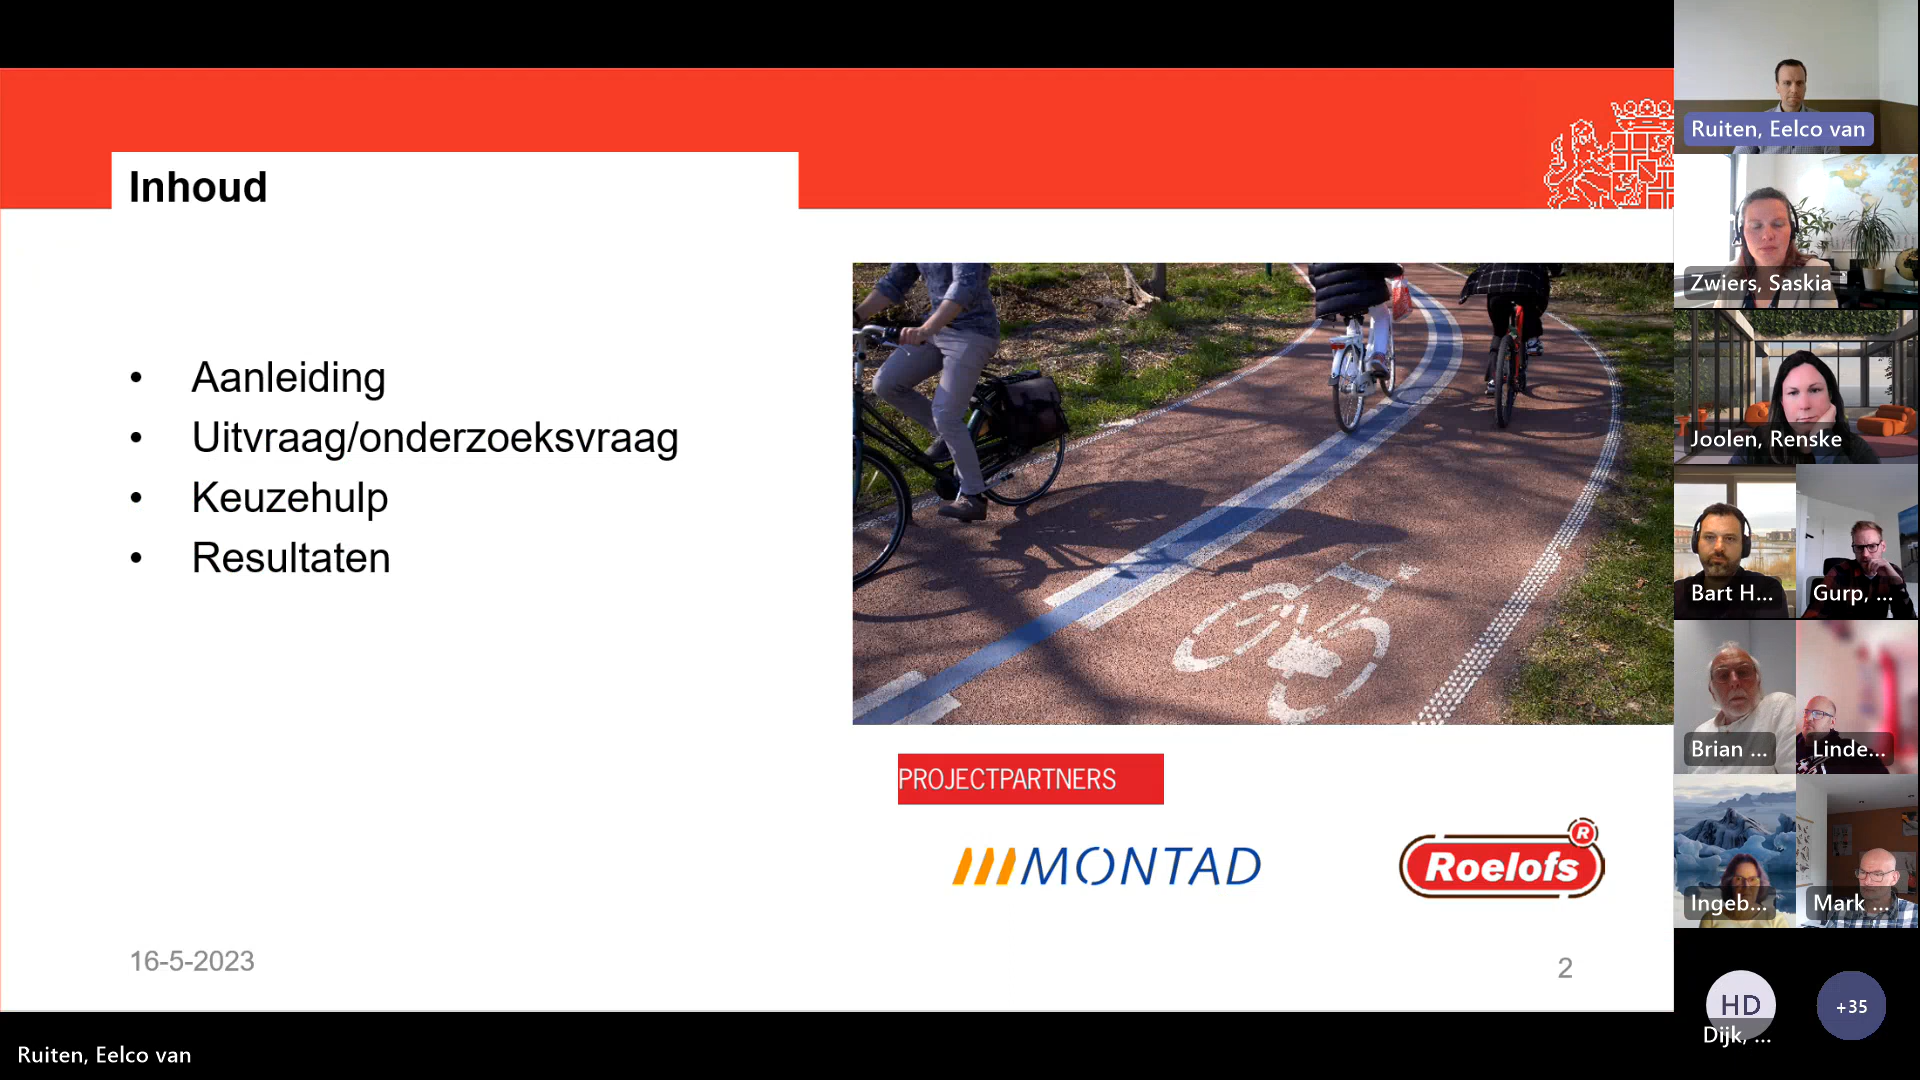 Inhoud
• Aanleiding
• Uitvraag/onderzoeksvraag
• Keuzehulp
• Resultaten
PROJECTPARTNERS
MONTAD
Roelofs
R
16-5-2023
2
Ruiten, Eelco van
Ruiten, Eelco van
Zwiers, Saskia
Joolen, Renske
Bart H...
Gurp, ...
Brian ...
Linde...
Ingeb...
Mark ...
HD
Dijk, ...
+35